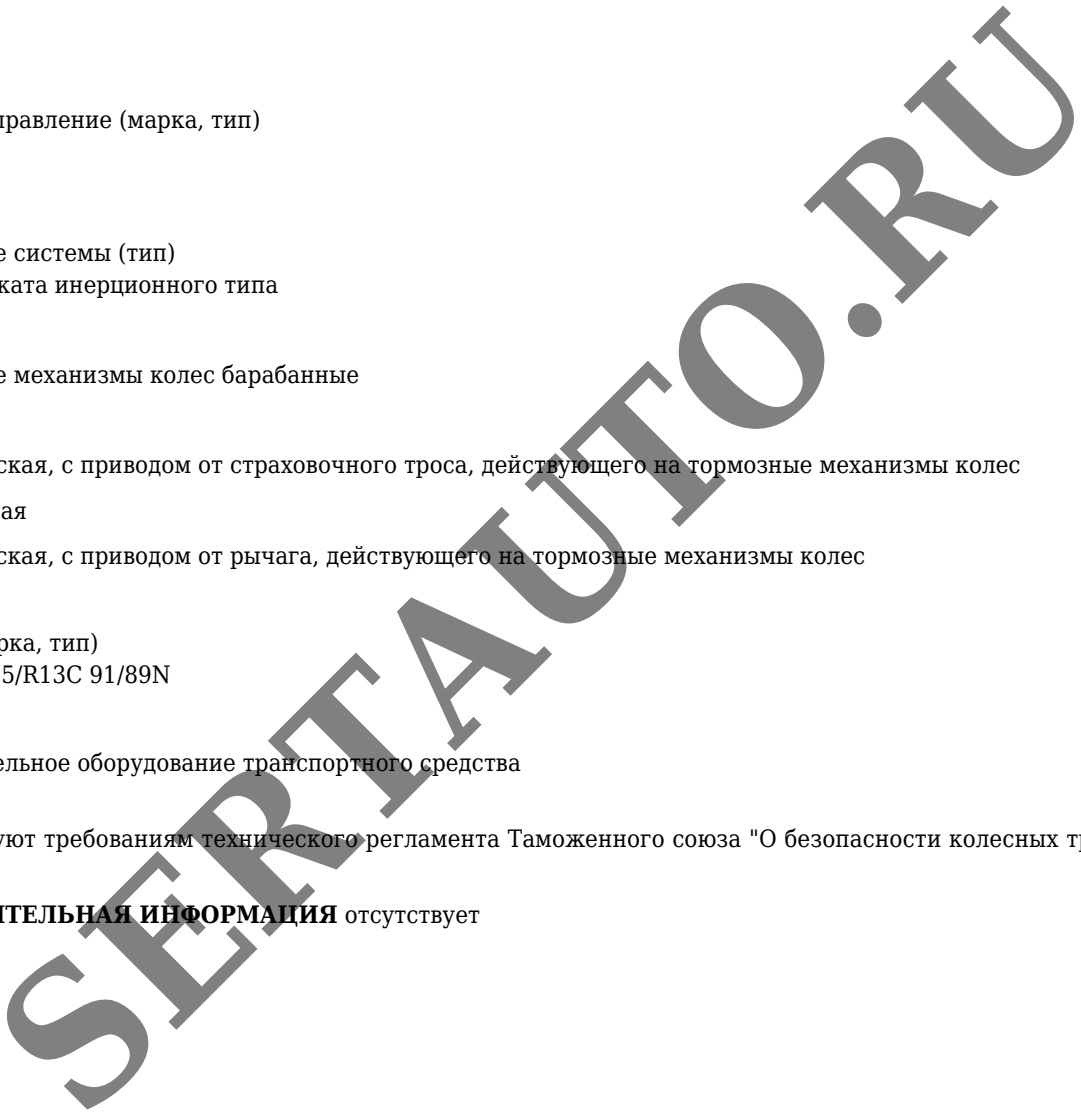 правление (марка, тип)
е системы (тип)
ката инерционного типа
е механизмы колес барабанные
ская, с приводом от страховочного троса, действующего на тормозные механизмы колес
ая
ская, с приводом от рычага, действующего на тормозные механизмы колес
рка, тип)
5/R13C 91/89N
ельное оборудование транспортного средства
уют требованиям технического регламента Таможенного союза "О безопасности колесных тр
ИТЕЛЬНАЯ ИНФОРМАЦИЯ отсутствует
SERTAUTO.RU